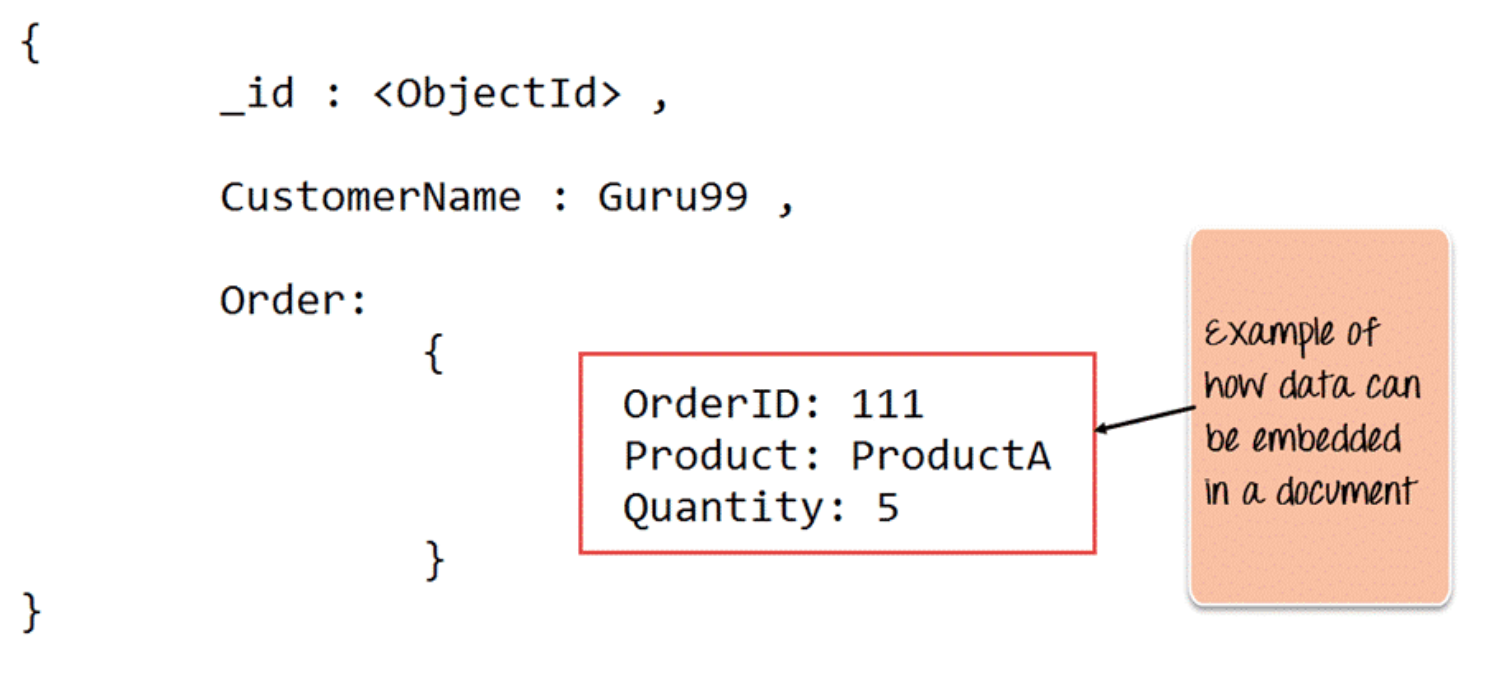 {
_id : <ObjectId> ,
CustomerName : Guru99 ,
Order:
{
OrderID: 111
Product: ProductA
Quantity: 5
}
}
Example of
how data can
be embedded
in a document